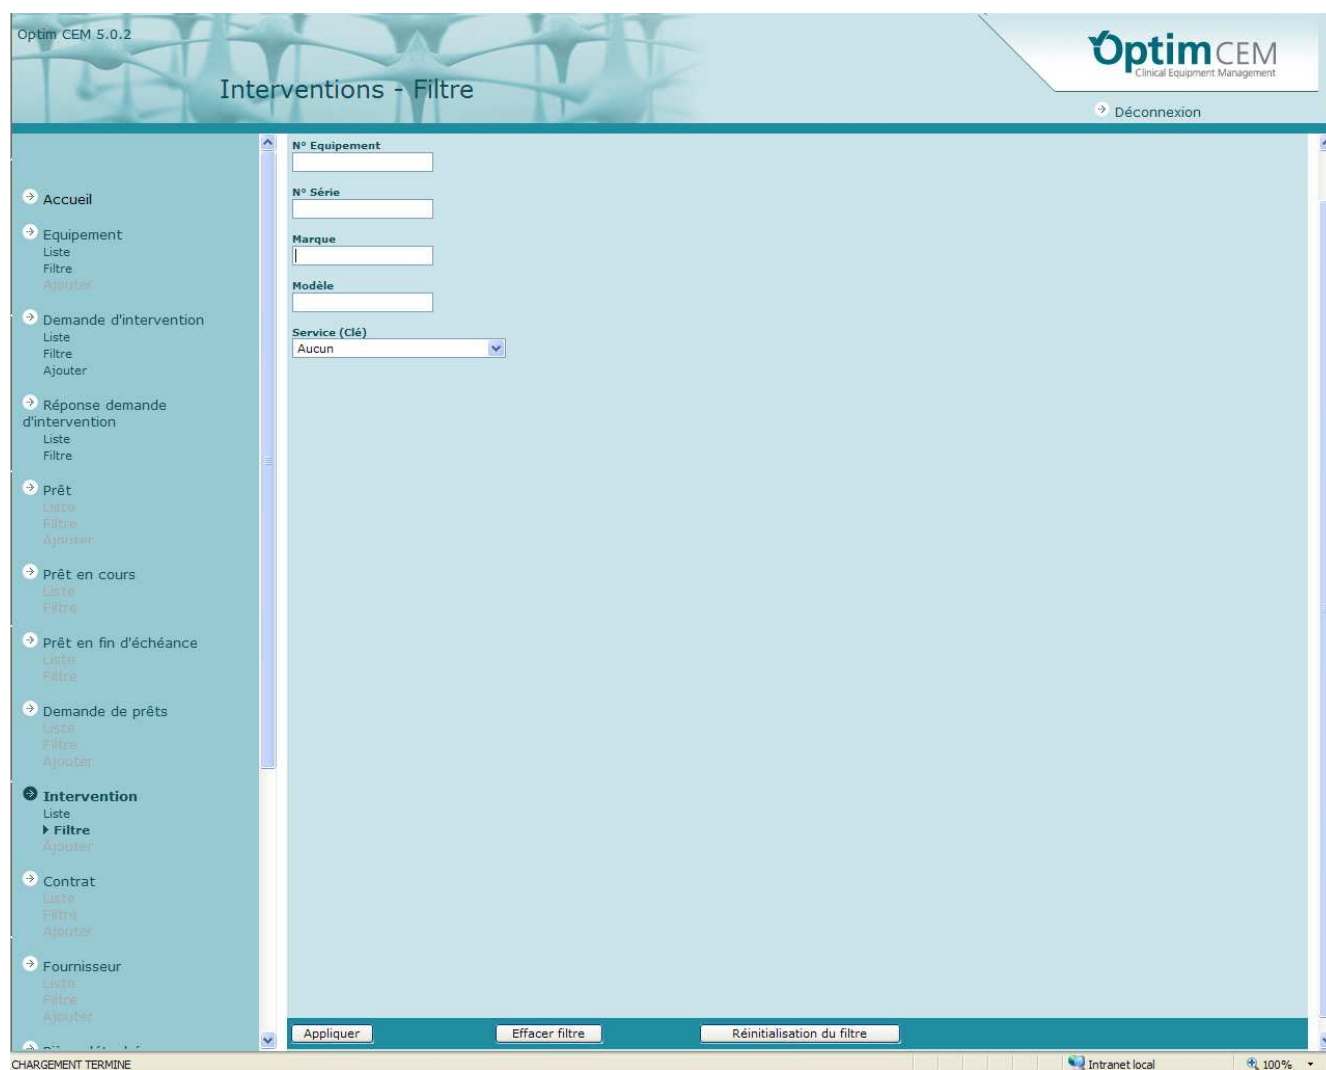 Optim CEM 5.0.2
Interventions - Filtre
OptimCEM
Clinical Equipment Management
Déconnexion
Accueil
Equipement
Liste
Filtre
Ajouter
Demande d'intervention
Liste
Filtre
Ajouter
Réponse demande
d'intervention
Liste
Filtre
Prêt
Liste
Filtre
Ajouter
Prêt en cours
Liste
Filtre
Prêt en fin d'échéance
Liste
Filtre
Demande de prêts
Liste
Filtre
Ajouter
Intervention
Liste
Filtre
Ajouter
Contrat
Liste
Filtre
Ajouter
Fournisseur
Liste
Filtre
Ajouter
N° Equipement
N° Série
Marque
Modèle
Service (Clé)
Aucun
Appliquer
Effacer filtre
Réinitialisation du filtre
CHARGEMENT TERMINE
Intranet local
100%